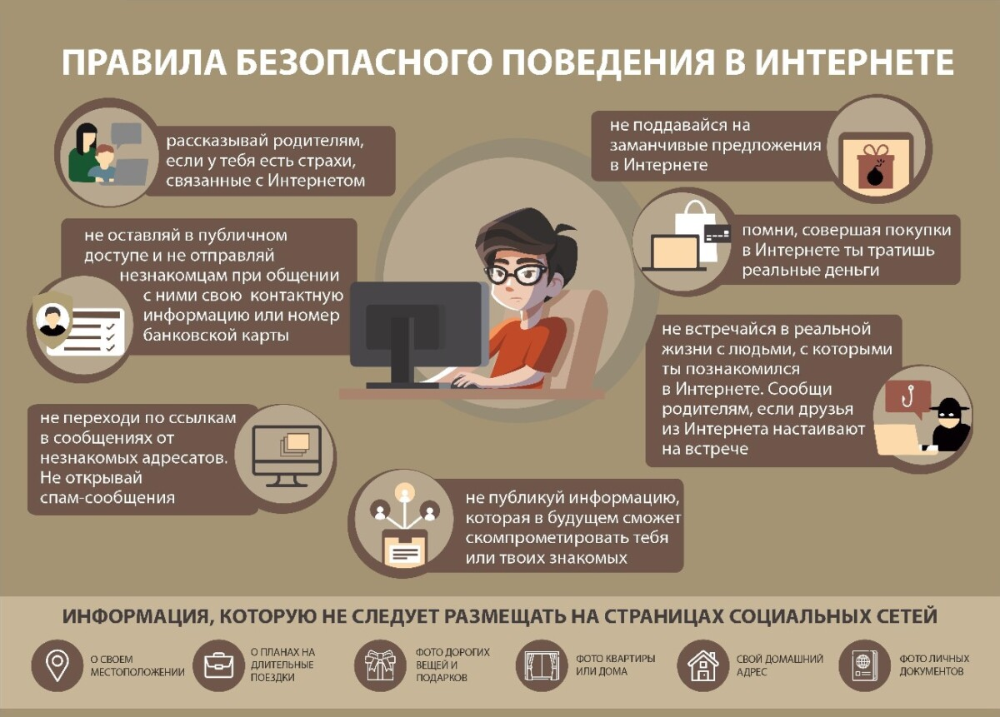 ПРАВИЛА БЕЗОПАСНОГО ПОВЕДЕНИЯ В ИНТЕРНЕТЕ
рассказывай родителям,
если у тебя есть страхи,
связанные с Интернетом
не поддавайся на
заманчивые предложения
в Интернете
не оставляй в публичном
доступе и не отправляй
незнакомцам при общении
с ними свою контактную
информацию или номер
банковской карты
помни, совершая покупки
в Интернете ты тратишь
реальные деньги
не встречайся в реальной
жизни с людьми, с которыми
ты познакомился
в Интернете. Сообщи
родителям, если друзья
из Интернета настаивают
на встрече
не переходи по ссылкам
в сообщениях от
незнакомых адресатов.
Не открывай
спам-сообщения
не публикуй информацию,
которая в будущем сможет
скомпрометировать тебя
или твоих знакомых
ИНФОРМАЦИЯ, КОТОРУЮ НЕ СЛЕДУЕТ РАЗМЕЩАТЬ НА СТРАНИЦАХ СОЦИАЛЬНЫХ СЕТЕЙ
О СВОЕМ
МЕСТОПОЛОЖЕНИИ
О ПЛАНАХ НА
ДЛИТЕЛЬНЫЕ
ПОЕЗДКИ
ФОТО ДОРОГИХ
ВЕЩЕЙ И
ПОДАРКОВ
ФОТО КВАРТИРЫ
ИЛИ ДОМА
СВОЙ ДОМАШНИЙ
АДРЕС
ФОТО ЛИЧНЫХ
ДОКУМЕНТОВ